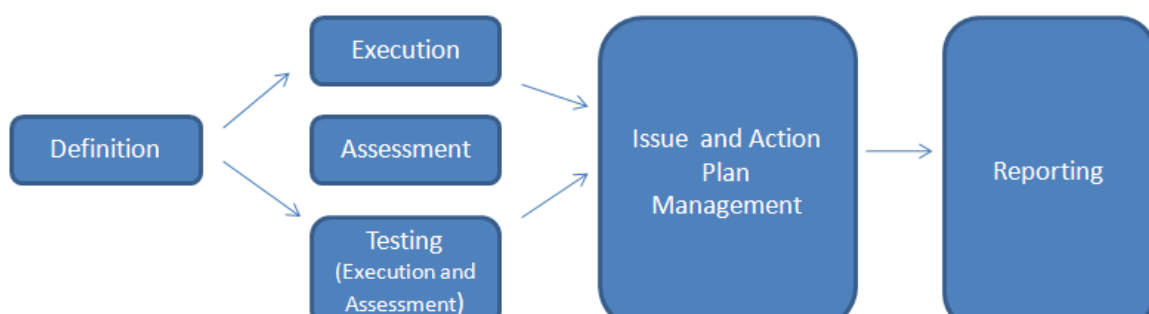 Definition
Execution
Assessment
Testing
(Execution and
Assessment)
Issue and Action
Plan
Management
Reporting